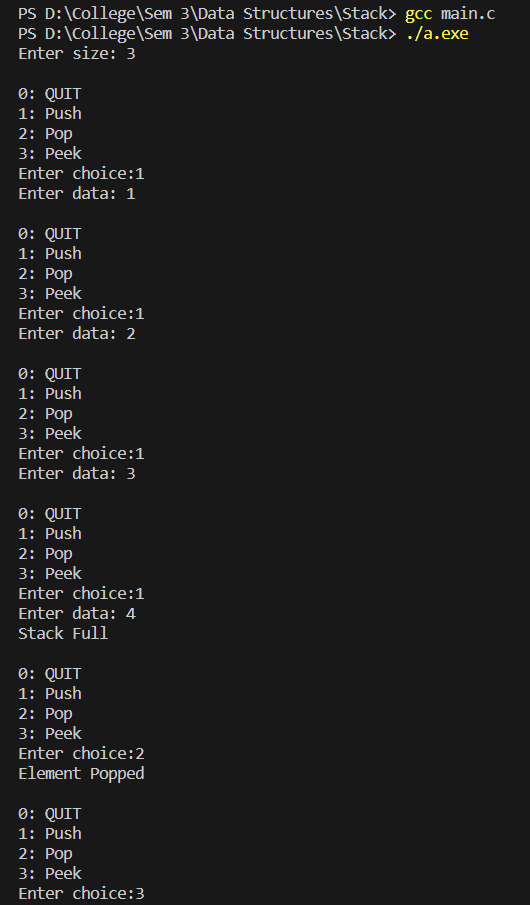 PS D:\College\Sem 3\Data Structures\Stack> gcc main.c
PS D:\College\Sem 3\Data Structures\Stack> ./a.exe
Enter size: 3
0: QUIT
1: Push
2: Pop
3: Peek
Enter choice:1
Enter data: 1
0: QUIT
1: Push
2: Pop
3: Peek
Enter choice:1
Enter data: 2
0: QUIT
1: Push
2: Pop
3: Peek
Enter choice:1
Enter data: 3
0: QUIT
1: Push
2: Pop
3: Peek
Enter choice:1
Enter data: 4
Stack Full
0: QUIT
1: Push
2: Pop
3: Peek
Enter choice:2
Element Popped
0: QUIT
1: Push
2: Pop
3: Peek
Enter choice:3